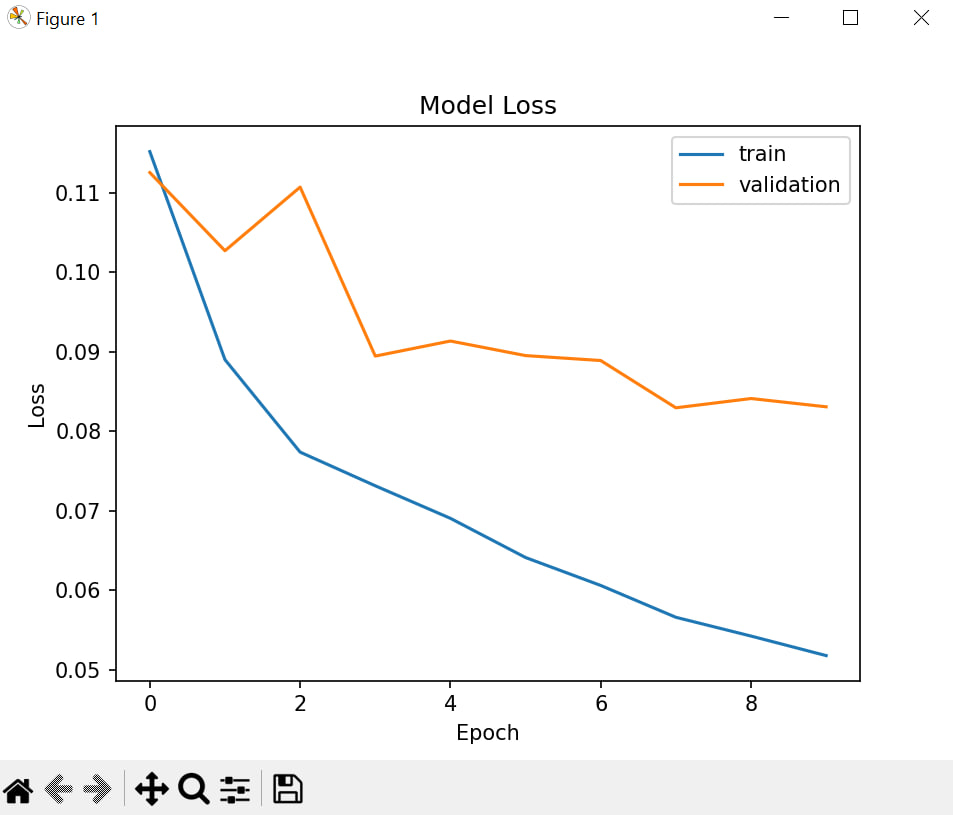 Figure 1
Model Loss
train
validation
0.11
0.10
0.09
0.08
0.07
0.06
0.05
Loss
0 2 4 6 8
Epoch